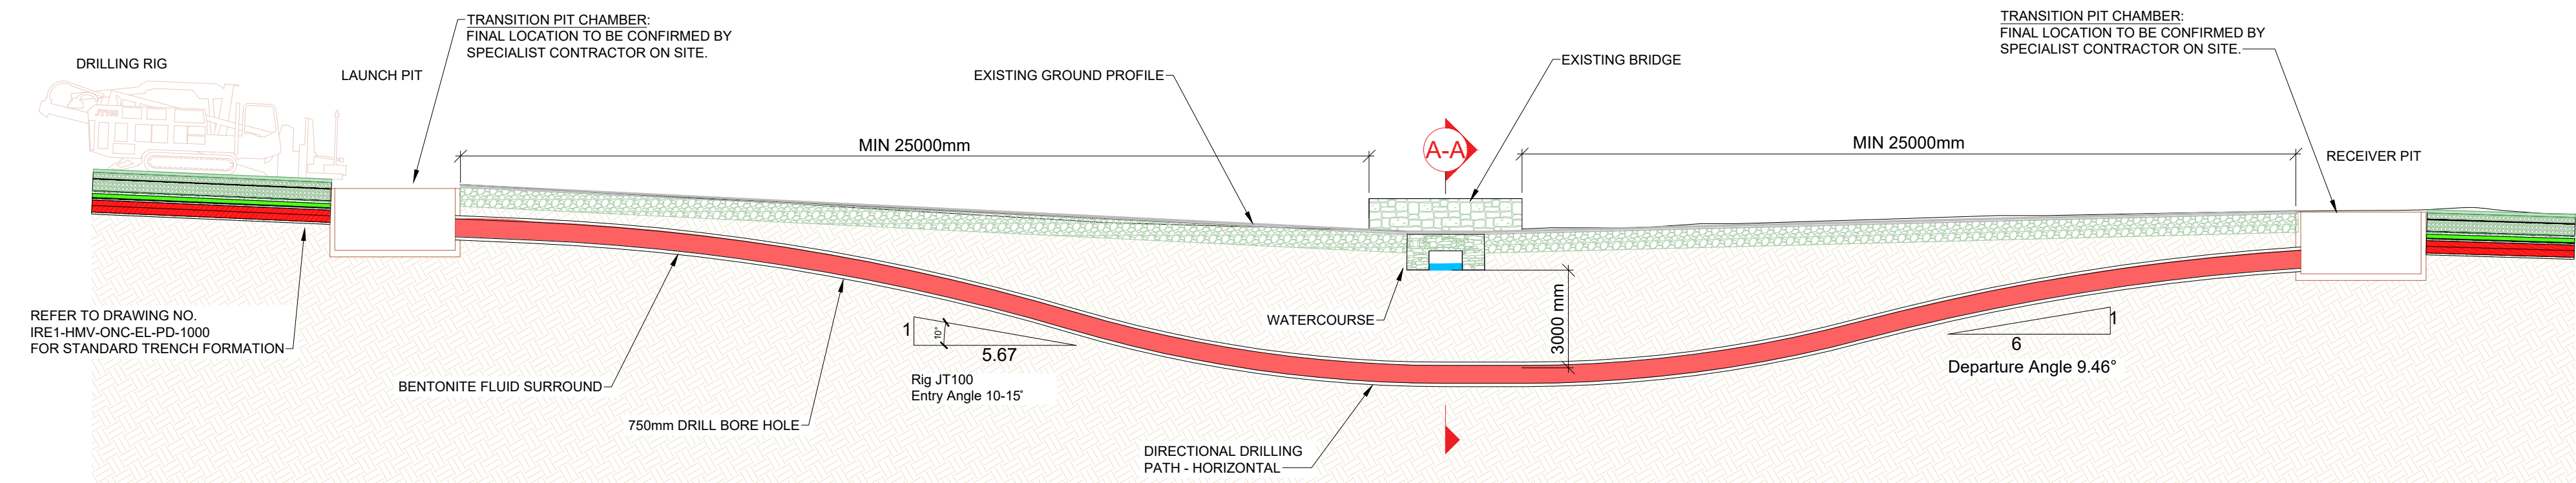 TRANSITION PIT CHAMBER:
FINAL LOCATION TO BE CONFIRMED BY
SPECIALIST CONTRACTOR ON SITE.
TRANSITION PIT CHAMBER:
FINAL LOCATION TO BE CONFIRMED BY
SPECIALIST CONTRACTOR ON SITE.
DRILLING RIG
LAUNCH PIT
EXISTING GROUND PROFILE
EXISTING BRIDGE
JT100
MIN 25000mm
A-A
MIN 25000mm
RECEIVER PIT
REFER TO DRAWING NO.
IRE1-HMV-ONC-EL-PD-1000
FOR STANDARD TRENCH FORMATION
WATERCOURSE
3000 mm
1
10°
5.67
1
6
Departure Angle 9.46°
Rig JT100
Entry Angle 10-15°
BENTONITE FLUID SURROUND
750mm DRILL BORE HOLE
DIRECTIONAL DRILLING
PATH - HORIZONTAL